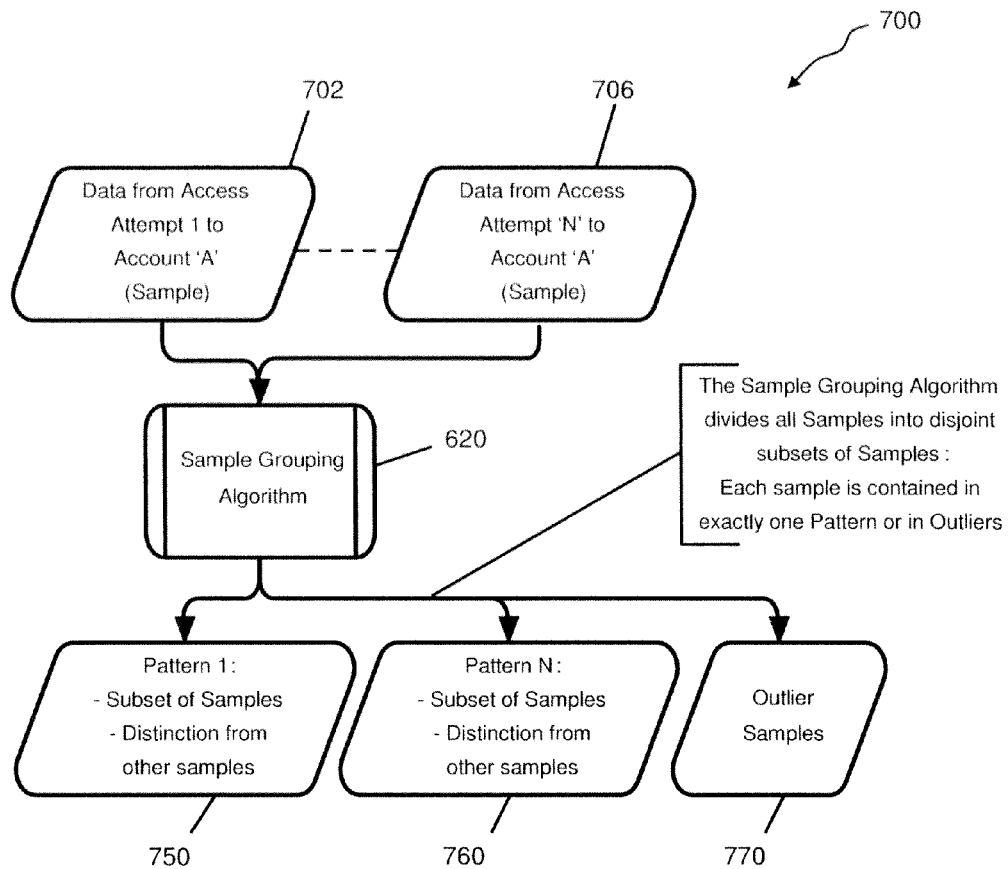 700
702
706
Data from Access
Attempt 1 to
Account ‘A’
(Sample)
Data from Access
Attempt ‘N’ to
Account ‘A’
(Sample)
The Sample Grouping Algorithm
divides all Samples into disjoint
subsets of Samples :
Each sample is contained in
exactly one Pattern or in Outliers
620
Sample Grouping
Algorithm
Pattern 1 :
- Subset of Samples
- Distinction from
other samples
Pattern N :
- Subset of Samples
- Distinction from
other samples
Outlier
Samples
750
760
770